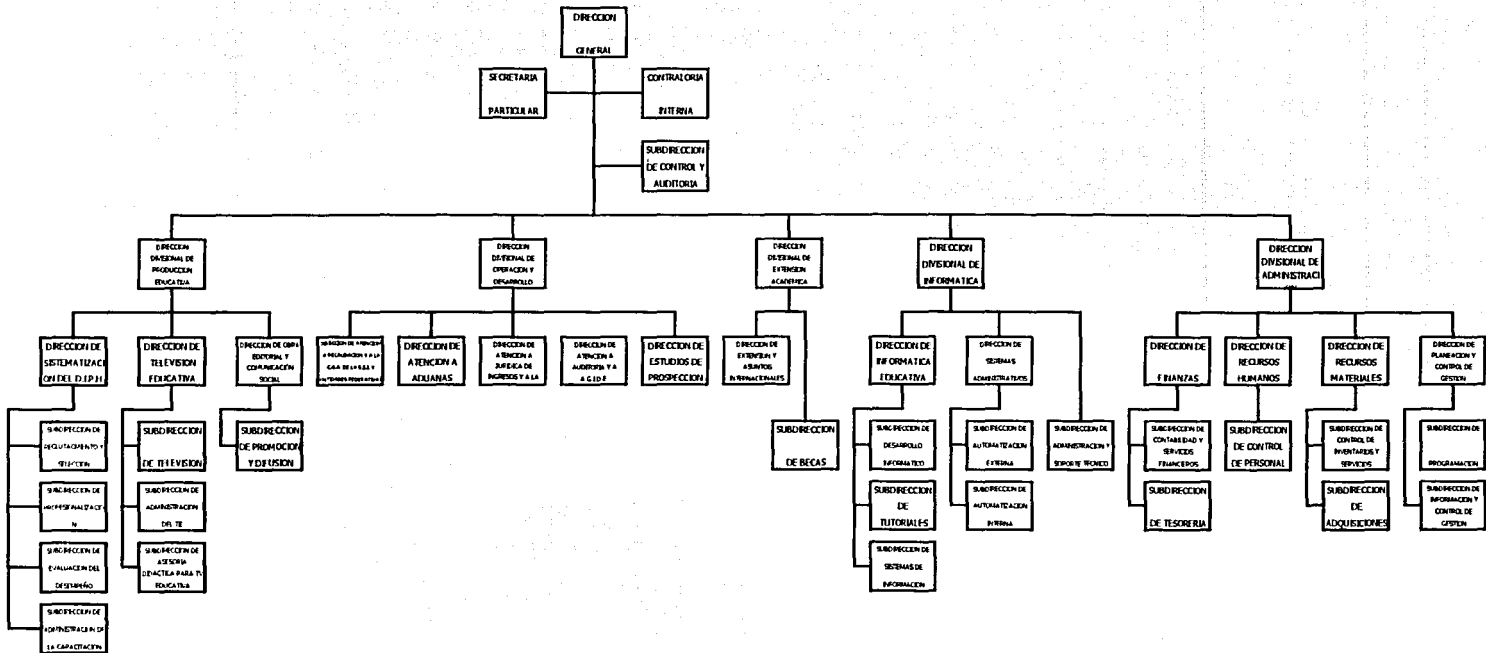 DIRECCION
GENERAL
SECRETARIA
PARTICULAR
CONTRALORIA
INTERNA
SUBDIRECCION
DE CONTROL Y
AUDITORIA
DIRECCION
DIVISIONAL DE
PRODUCCION
EDUCATIVA
DIRECCION
DIVISIONAL DE
OPERACION Y
DESARROLLO
DIRECCION
DIVISIONAL DE
EXTENSION
ACADEMICA
DIRECCION
DIVISIONAL DE
INFORMATICA
DIRECCION
DIVISIONAL DE
ADMINISTRACI
DIRECCION DE
SISTEMATIZACI
ON DEL D.I.P.H.
DIRECCION DE
TELEVISION
EDUCATIVA
DIRECCION DE OBRA
EDITORIAL Y
COMUNICACIÓN
SOCIAL
DIRECCION DE ATENCION
A RECAUDACION Y A LA
DIRECCION DE
ATENCION A
ADUANAS
DIRECCION DE
ATENCION A
JURIDICA DE
INGRESOS Y A LA
DIRECCION DE
ATENCION A
AUDITORIA Y A
DIRECCION DE
ESTUDIOS DE
PROSPECCION
DIRECCION DE
EXTENSION Y
ASUNTOS
INTERNACIONALES
DIRECCION DE
INFORMATICA
EDUCATIVA
DIRECCION DE
SISTEMAS
ADMINISTRATIVOS
DIRECCION DE
FINANZAS
DIRECCION DE
RECURSOS
HUMANOS
DIRECCION DE
RECURSOS
MATERIALES
DIRECCION
DE PLANEACION Y
CONTROL DE
GESTION
SUBDIRECCION DE
RECLUTAMIENTO Y
SELECCION
SUBDIRECCION
DE TELEVISION
SUBDIRECCION
DE PROMOCION
Y DIFUSION
SUBDIRECCION
DE BECAS
SUBDIRECCION DE
DESARROLLO
INFORMATICO
SUBDIRECCION DE
AUTOMATIZACION
EXTERNA
SUBDIRECCION DE
ADMINISTRACION Y
SOPORTE TECNICO
SUBDIRECCION DE
CONTABILIDAD Y
SERVICIOS
FINANCIEROS
SUBDIRECCION
DE CONTROL
DE PERSONAL
SUBDIRECCION DE
CONTROL DE
INVENTARIOS Y
SERVICIOS
SUBDIRECCION DE
PROGRAMACION
SUBDIRECCION DE
PROFESIONALIZACIO
N
SUBDIRECCION DE
ADMINISTRACION
DEL TE
SUBDIRECCION
DE
TUTORIALES
SUBDIRECCION DE
AUTOMATIZACION
INTERNA
SUBDIRECCION
DE TESORERIA
SUBDIRECCION
DE
ADQUISICIONES
SUBDIRECCION DE
INFORMACION Y
CONTROL DE
GESTION
SUBDIRECCION DE
EVALUACION DEL
DESEMPEÑO
SUBDIRECCION DE
ASESORIA
DIDACTICA PARA TV
EDUCATIVA
SUBDIRECCION DE
SISTEMAS DE
INFORMACION
SUBDIRECCION DE
ADMINISTRACION DE
LA CAPACITACION